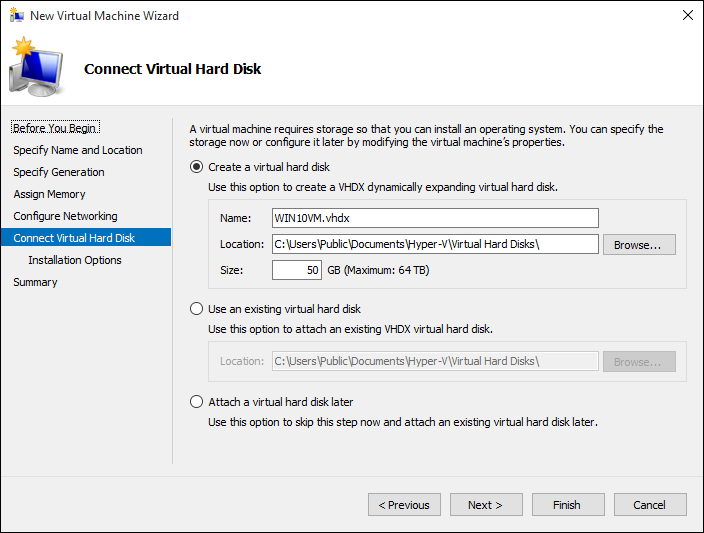 New Virtual Machine Wizard
Connect Virtual Hard Disk
Before You Begin
Specify Name and Location
Specify Generation
Assign Memory
Configure Networking
Connect Virtual Hard Disk
Installation Options
Summary
A virtual machine requires storage so that you can install an operating system. You can specify the
storage now or configure it later by modifying the virtual machine's properties.
Create a virtual hard disk
Use this option to create a VHDX dynamically expanding virtual hard disk.
Name: WIN10VM.vhdx
Location: C:\Users\Public\Documents\Hyper-V\Virtual Hard Disks\ Browse...
Size: 50 GB (Maximum: 64 TB)
Use an existing virtual hard disk
Use this option to attach an existing VHDX virtual hard disk.
Location: C:\Users\Public\Documents\Hyper-V\Virtual Hard Disks\ Browse...
Attach a virtual hard disk later
Use this option to skip this step now and attach an existing virtual hard disk later.
< Previous Next > Finish Cancel